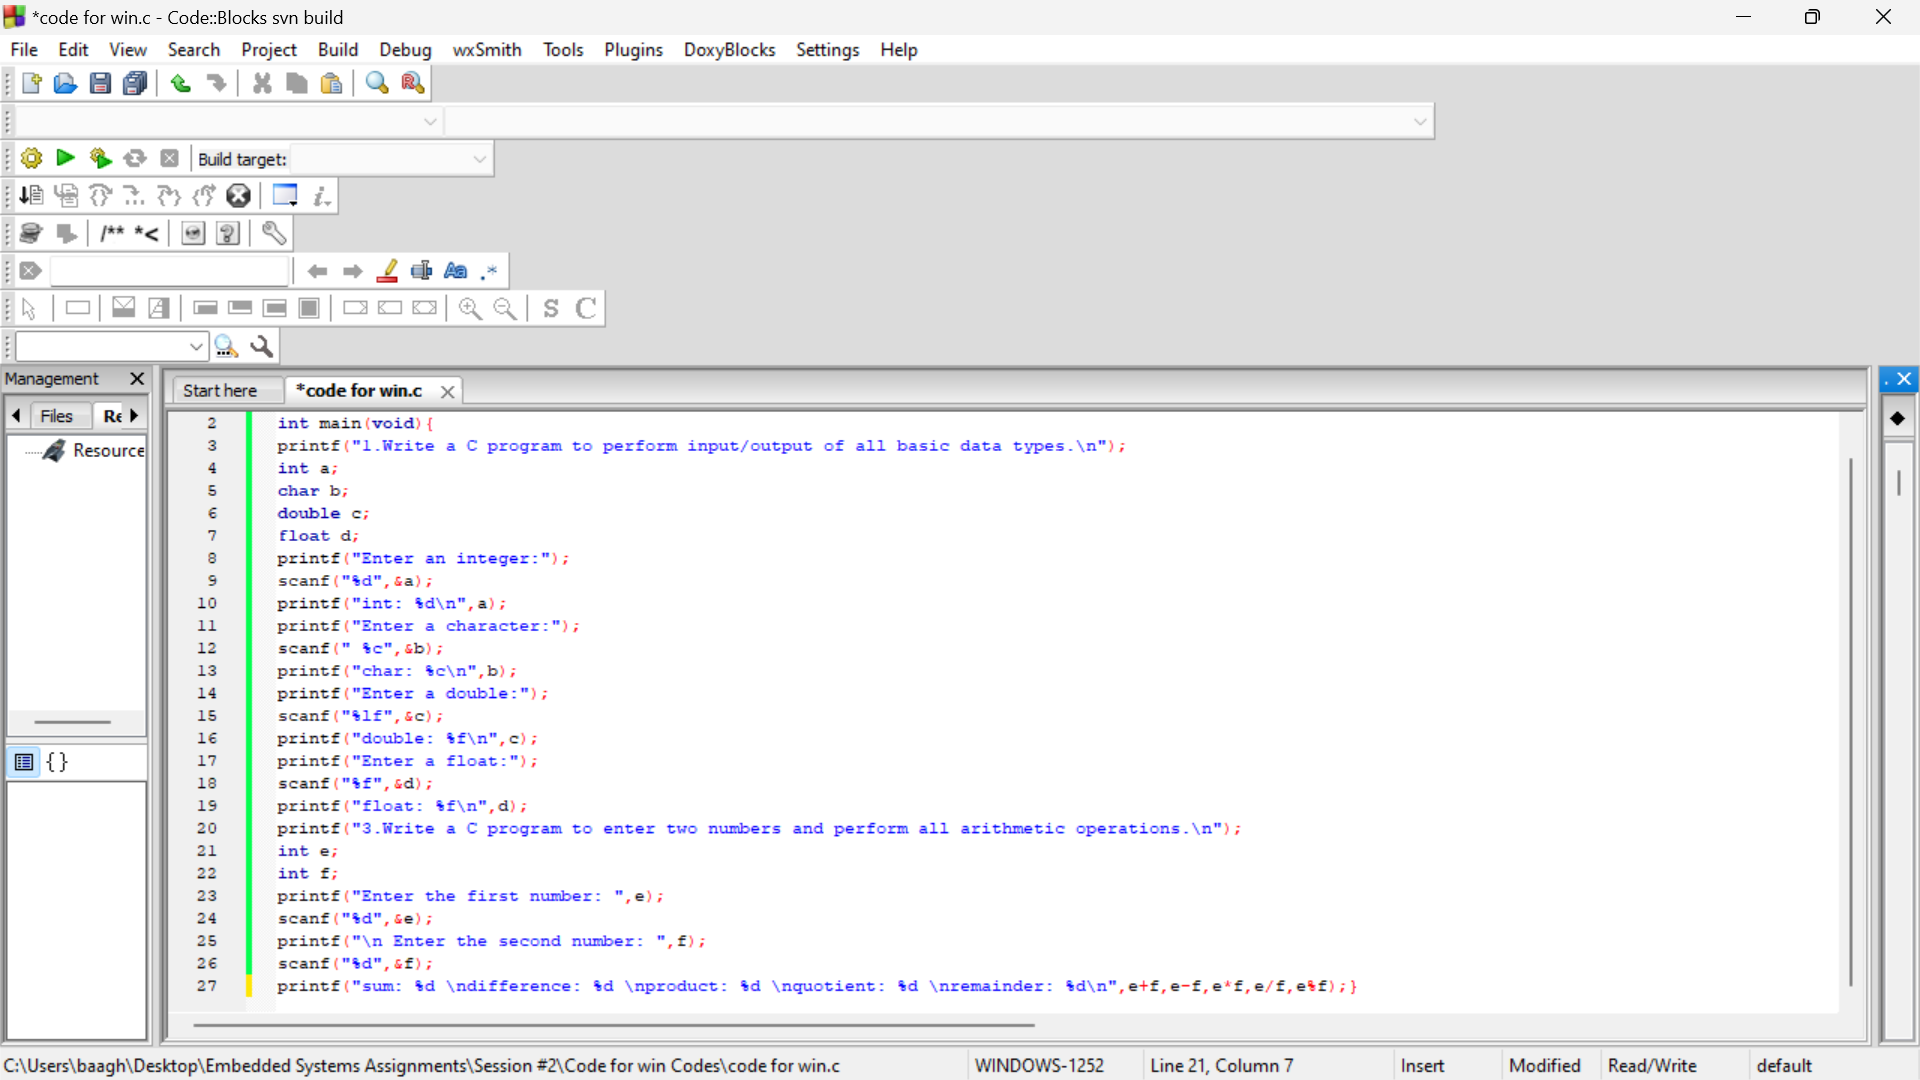 *code for win.c - Code::Blocks svn build
File Edit View Search Project Build Debug wxSmith Tools Plugins DoxyBlocks Settings Help
Build target:
/** *<
Aa .*
S C
Management
Start here *code for win.c
Files Re
Resource
{}
2 int main(void){
3 printf("1.Write a C program to perform input/output of all basic data types.\n");
4 int a;
5 char b;
6 double c;
7 float d;
8 printf("Enter an integer:");
9 scanf("%d",&a);
10 printf("int: %d\n",a);
11 printf("Enter a character:");
12 scanf(" %c",&b);
13 printf("char: %c\n",b);
14 printf("Enter a double:");
15 scanf("%lf",&c);
16 printf("double: %f\n",c);
17 printf("Enter a float:");
18 scanf("%f",&d);
19 printf("float: %f\n",d);
20 printf("3.Write a C program to enter two numbers and perform all arithmetic operations.\n");
21 int e;
22 int f;
23 printf("Enter the first number: ",e);
24 scanf("%d",&e);
25 printf("\n Enter the second number: ",f);
26 scanf("%d",&f);
27 printf("sum: %d \ndifference: %d \nproduct: %d \nquotient: %d \nremainder: %d\n",e+f,e-f,e*f,e/f,e%f);}
C:\Users\baagh\Desktop\Embedded Systems Assignments\Session #2\Code for win Codes\code for win.c WINDOWS-1252 Line 21, Column 7 Insert Modified Read/Write default